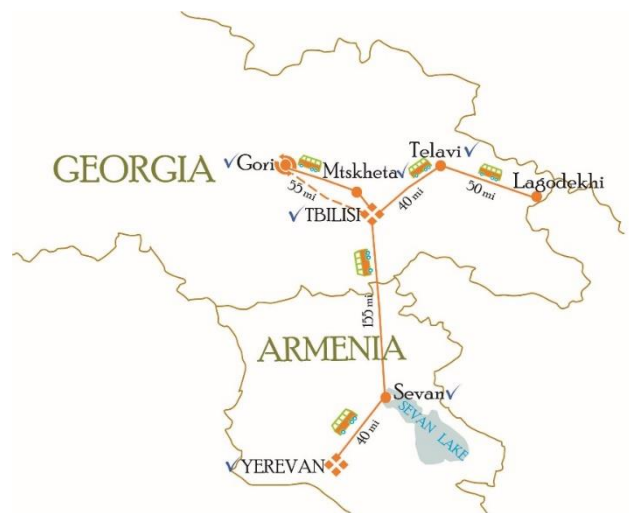 Telavi
Gori
GEORGIA
Mtskheta
Lagodekhi
55 mi
40 mi
50 mi
TBILISI
155 mi
ARMENIA
Sevan
SEVAN LAKE
40 mi
YEREVAN